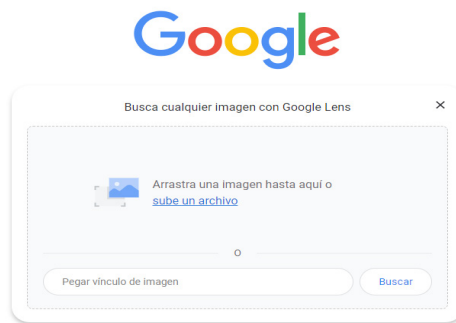 Google
Busca cualquier imagen con Google Lens
Arrastra una imagen hasta aquí o
sube un archivo
O
Pegar vínculo de imagen
Buscar